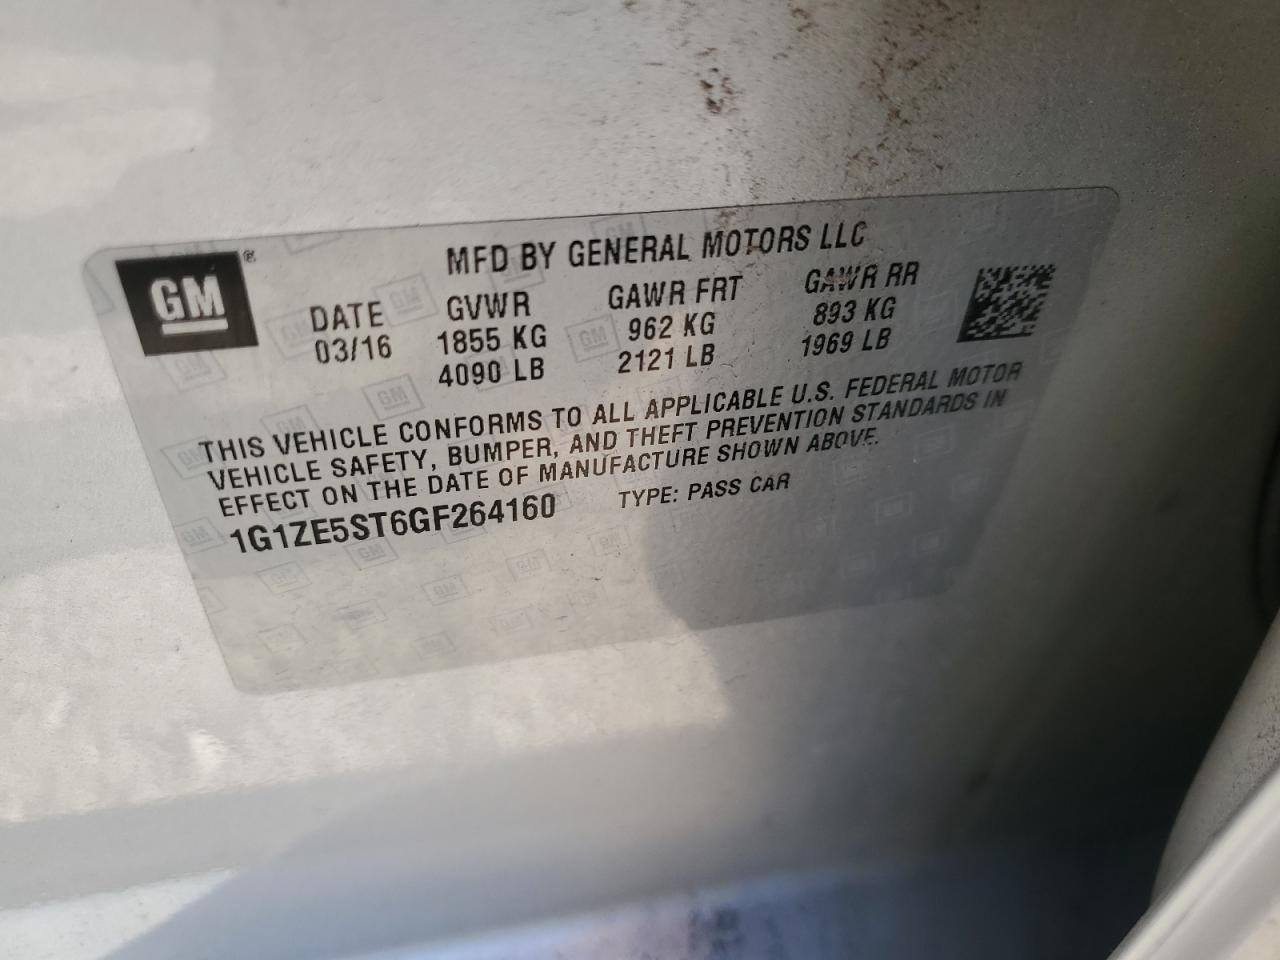 GM®
MFD BY GENERAL MOTORS LLC
DATE GVWR GAWR FRT GAWR RR
03/16 1855 KG 962 KG 893 KG
4090 LB 2121 LB 1969 LB
THIS VEHICLE CONFORMS TO ALL APPLICABLE U.S. FEDERAL MOTOR
VEHICLE SAFETY, BUMPER, AND THEFT PREVENTION STANDARDS IN
EFFECT ON THE DATE OF MANUFACTURE SHOWN ABOVE.
1G1ZE5ST6GF264160 TYPE: PASS CAR